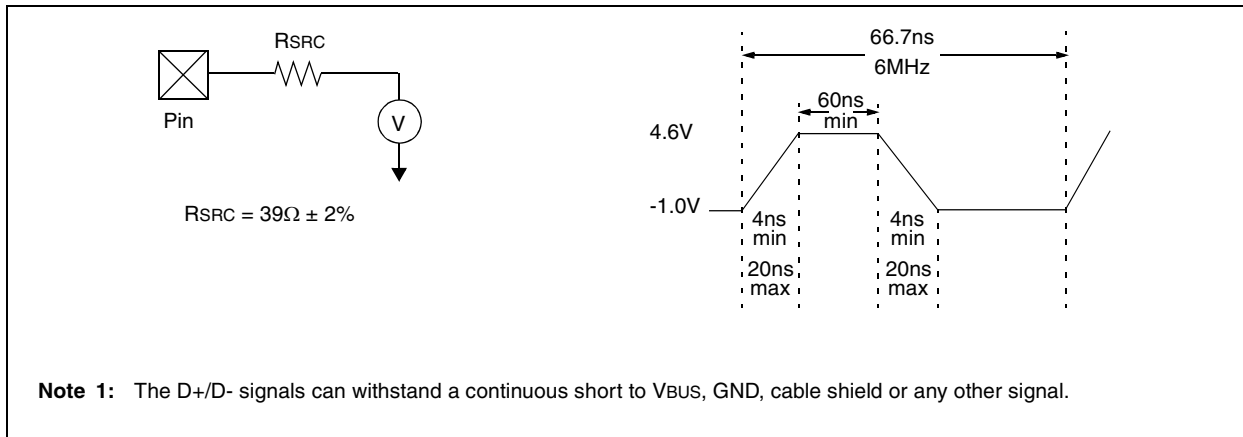 RSRC
Pin
V
RSRC = 39Ω ± 2%
66.7ns
6MHz
60ns
min
4.6V
-1.0V
4ns
min
20ns
max
4ns
min
20ns
max
Note 1: The D+/D- signals can withstand a continuous short to VBUS, GND, cable shield or any other signal.